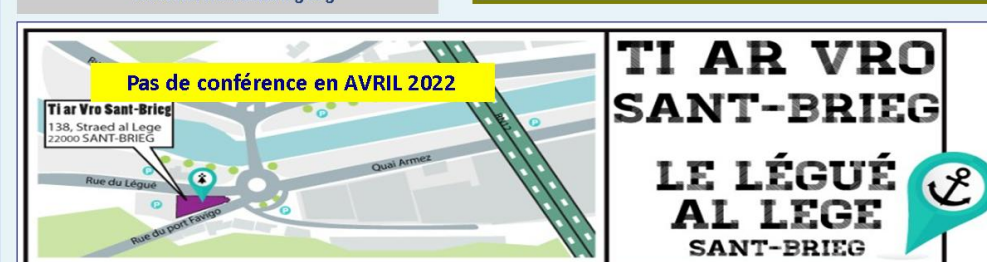 Pas de conférence en AVRIL 2022
Ti ar Vro Sant-Brieg
138, Straed al Lege
22000 SANT-BRIEG
Quai Armez
Rue du Légué
Rue du port Favigo
TI AR VRO
SANT-BRIEG
LE LÉGUÉ
AL LEGE
SANT-BRIEG